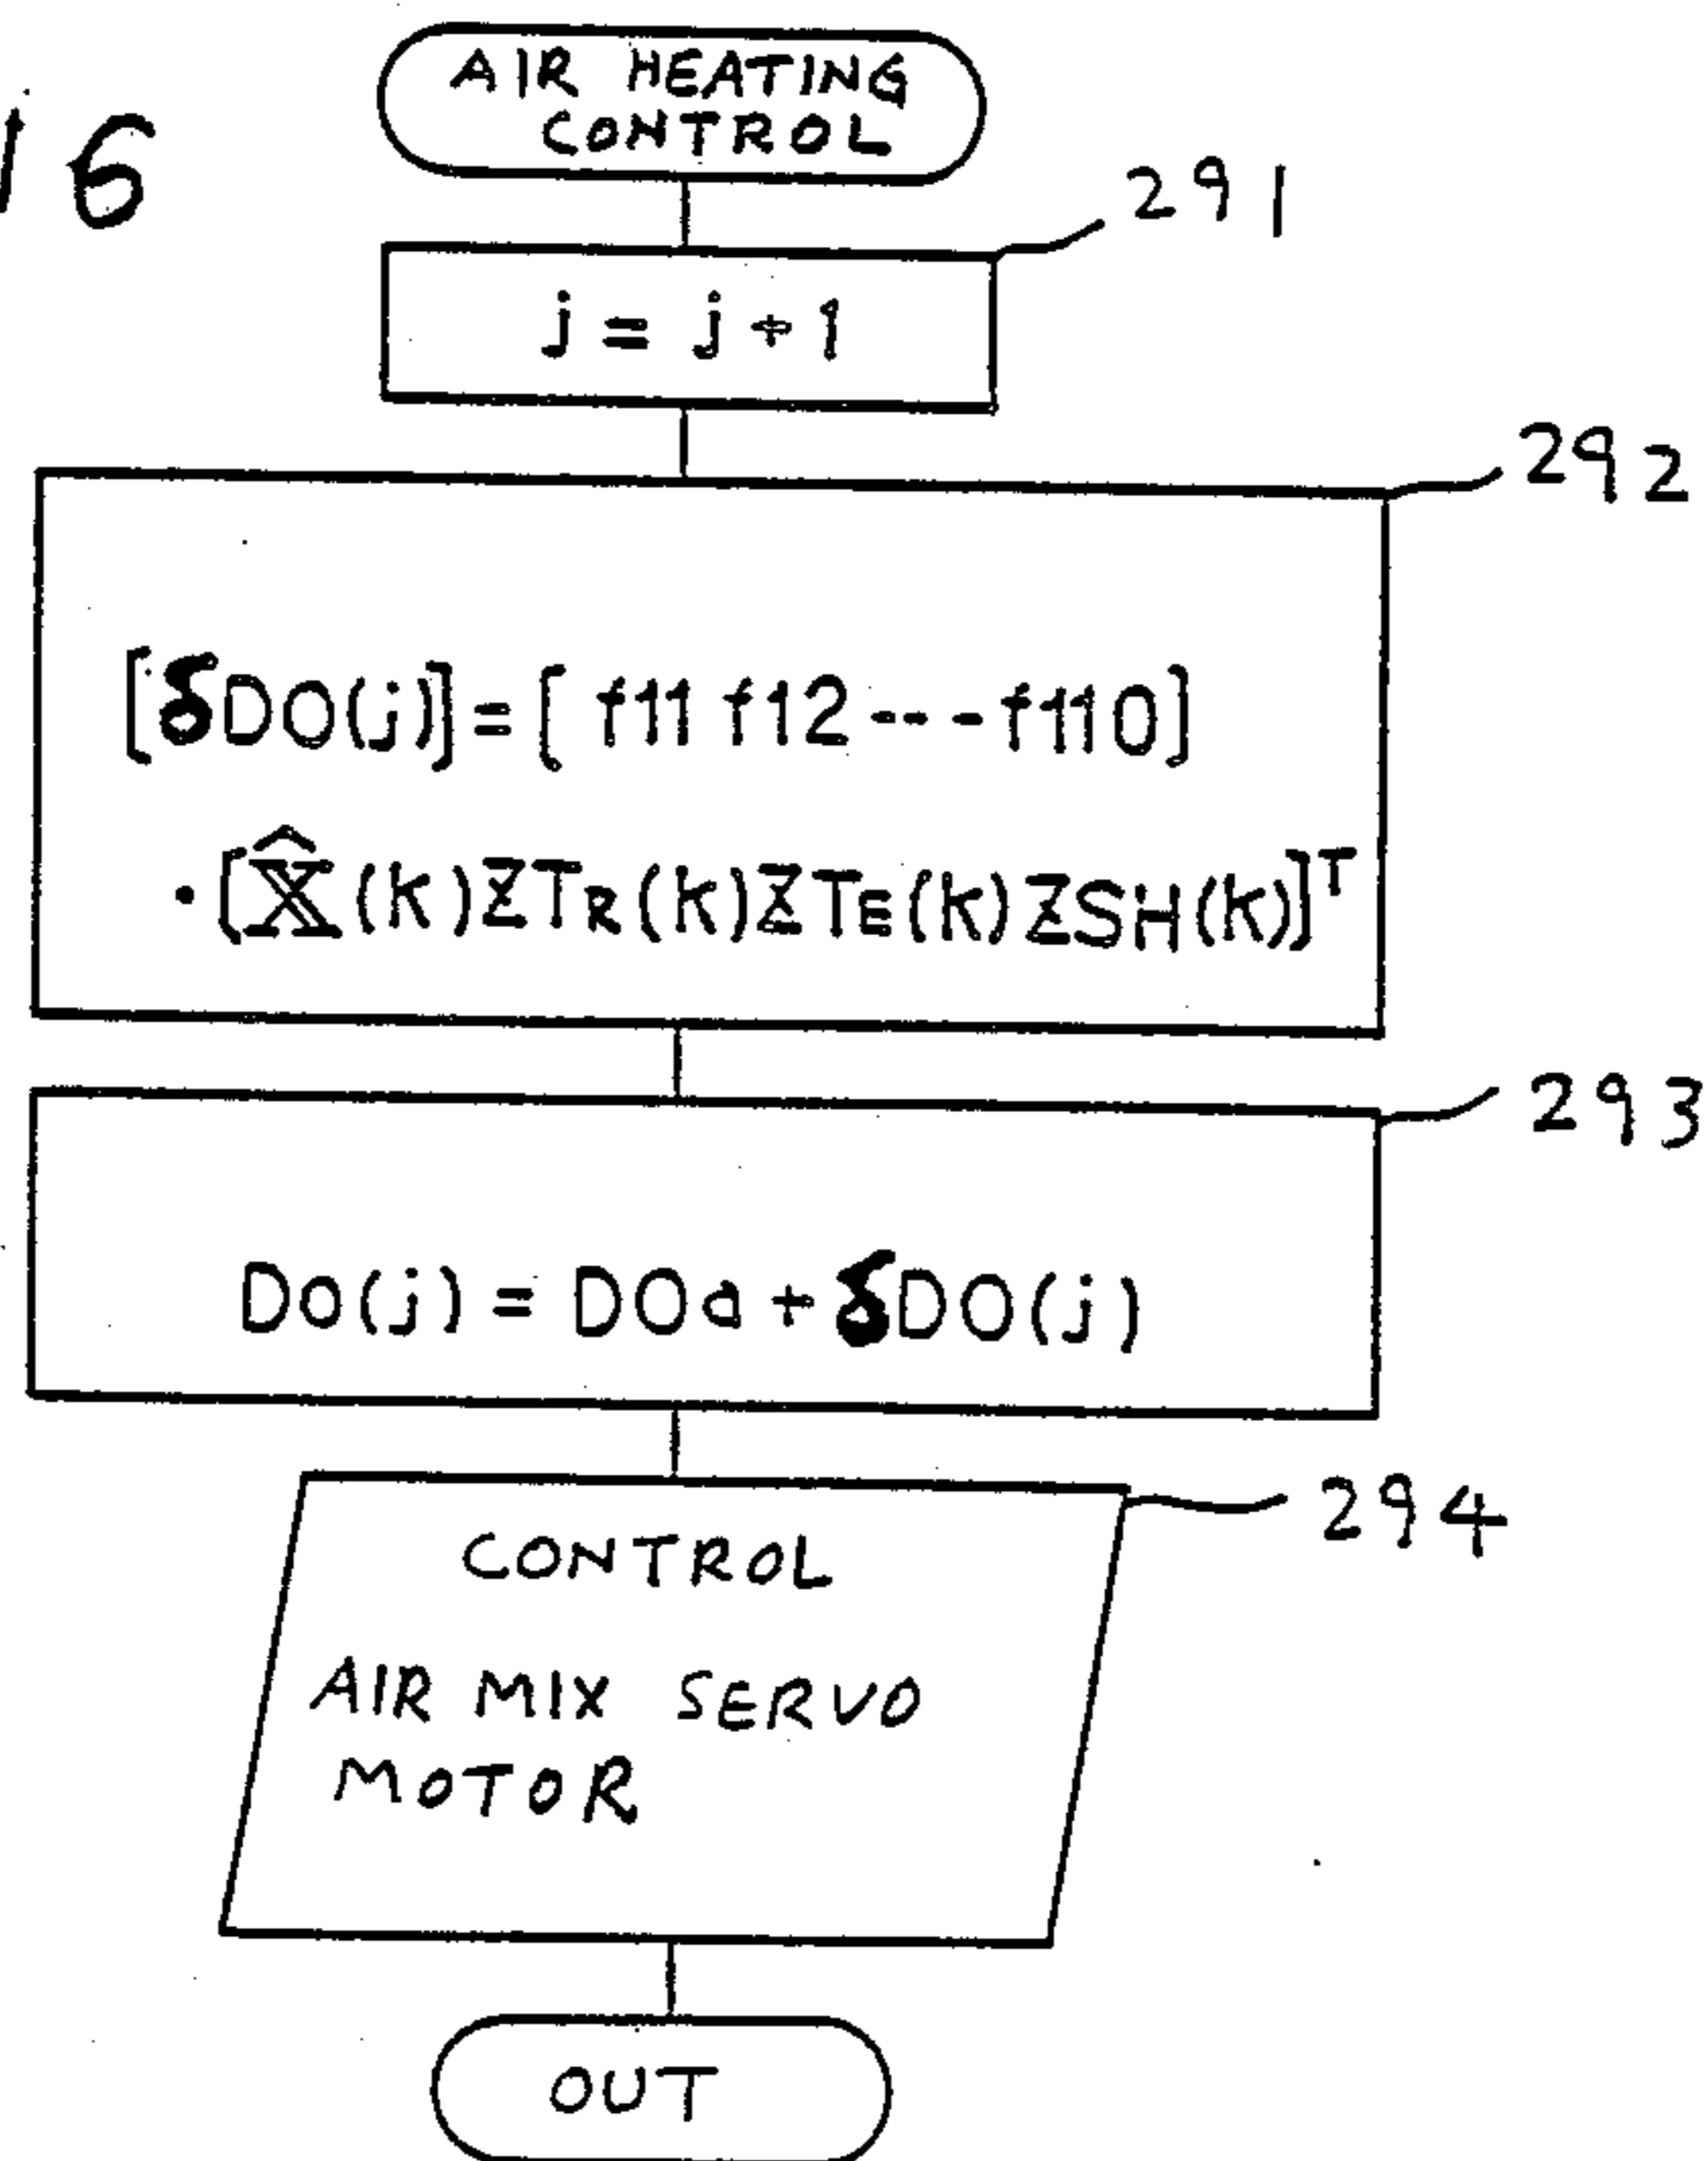 16
AIR HEATING
CONTROL
291
j = j + 1
292
[δDO(j)] = [ f11 f12 --- f110]
· [X̂(k)ZTR(k)ZTE(k)ZSH(k)]ᵀ
293
DO(j) = DOa + δDO(j)
294
CONTROL
AIR MIX SERVO
MOTOR
OUT